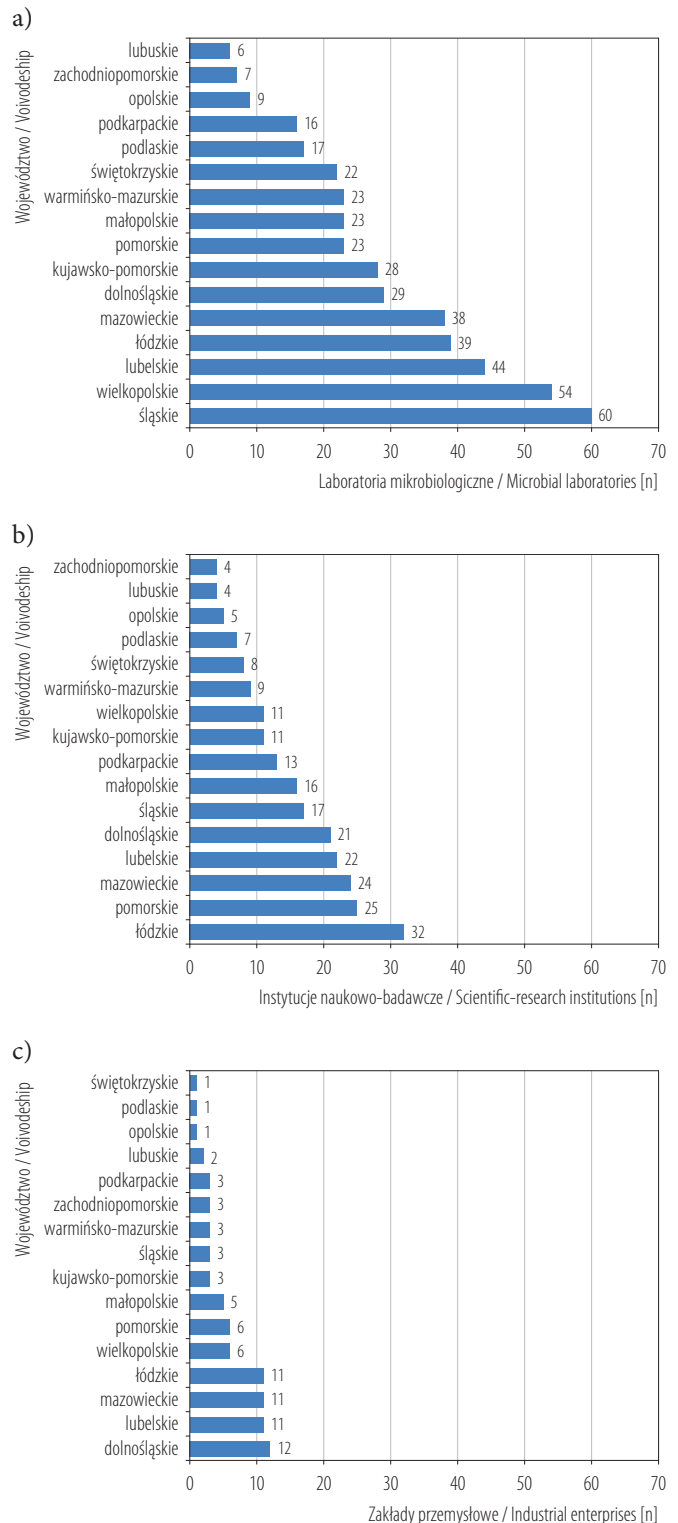 a)
Województwo / Voivodeship
lubuskie 6
zachodniopomorskie 7
opolskie 9
podkarpackie 16
podlaskie 17
świętokrzyskie 22
warmińsko-mazurskie 23
małopolskie 23
pomorskie 23
kujawsko-pomorskie 28
dolnośląskie 29
mazowieckie 38
łódzkie 39
lubelskie 44
wielkopolskie 54
śląskie 60
0 10 20 30 40 50 60 70
Laboratoria mikrobiologiczne / Microbial laboratories [n]
b)
Województwo / Voivodeship
zachodniopomorskie 4
lubuskie 4
opolskie 5
podlaskie 7
świętokrzyskie 8
warmińsko-mazurskie 9
wielkopolskie 11
kujawsko-pomorskie 11
podkarpackie 13
małopolskie 16
śląskie 17
dolnośląskie 21
lubelskie 22
mazowieckie 24
pomorskie 25
łódzkie 32
0 10 20 30 40 50 60 70
Instytucje naukowo-badawcze / Scientific-research institutions [n]
c)
Województwo / Voivodeship
świętokrzyskie 1
podlaskie 1
opolskie 1
lubuskie 2
podkarpackie 3
zachodniopomorskie 3
warmińsko-mazurskie 3
śląskie 3
kujawsko-pomorskie 3
małopolskie 5
pomorskie 6
wielkopolskie 6
łódzkie 11
mazowieckie 11
lubelskie 11
dolnośląskie 12
0 10 20 30 40 50 60 70
Zakłady przemysłowe / Industrial enterprises [n]